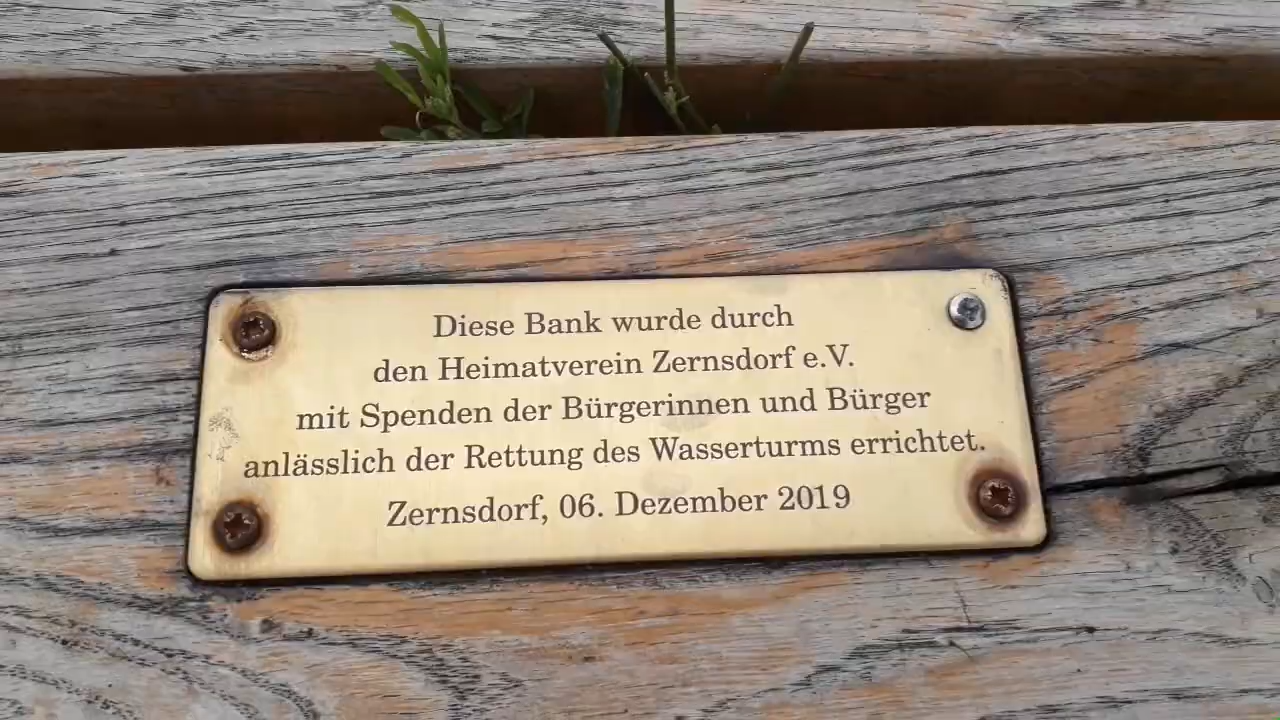 Diese Bank wurde durch
den Heimatverein Zernsdorf e.V.
mit Spenden der Bürgerinnen und Bürger
anlässlich der Rettung des Wasserturms errichtet.
Zernsdorf, 06. Dezember 2019